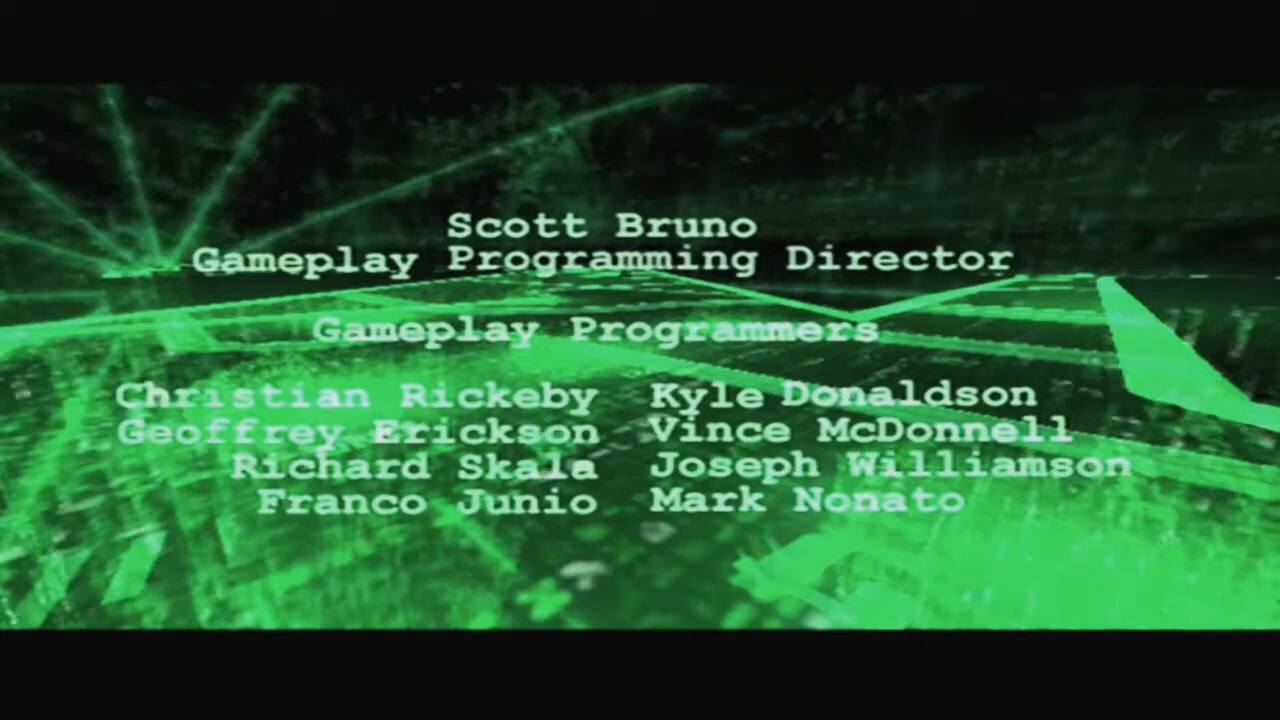 Scott Bruno
Gameplay Programming Director
Gameplay Programmers
Christian Rickeby Kyle Donaldson
Geoffrey Erickson Vince McDonnell
Richard Skala Joseph Williamson
Franco Junio Mark Nonato